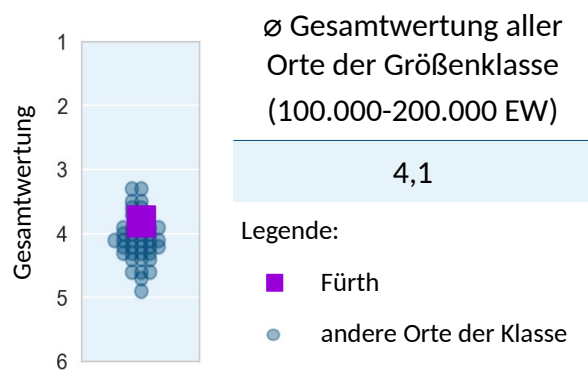 Gesamtwertung
1
2
3
4
5
6
⌀ Gesamtwertung aller
Orte der Größenklasse
(100.000-200.000 EW)
4,1
Legende:
Fürth
andere Orte der Klasse